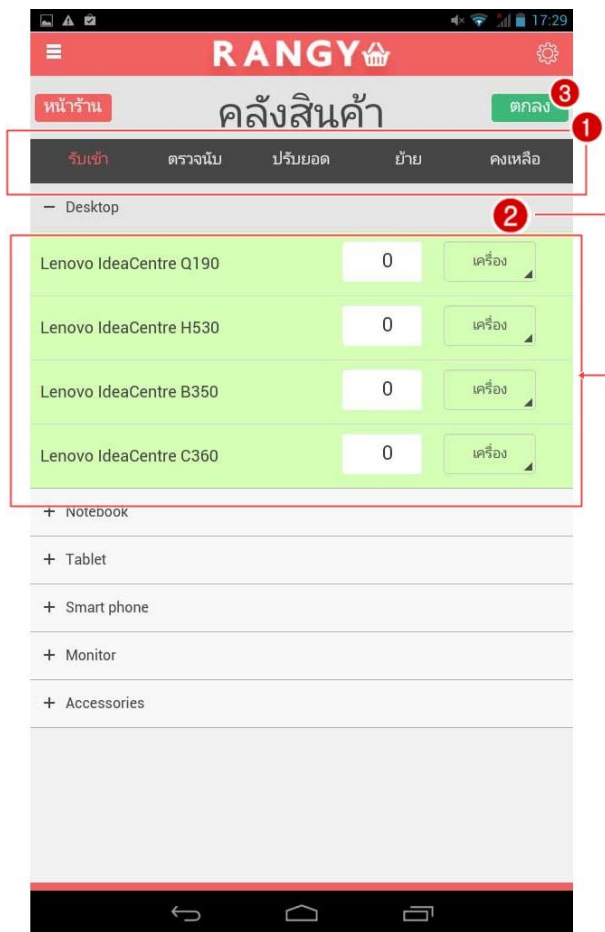 17:29
RANGY
หน้าร้าน
คลังสินค้า
ตกลง
3
1
รับเข้า ตรวจนับ ปรับยอด ย้าย คงเหลือ
− Desktop
2
Lenovo IdeaCentre Q190 0 เครื่อง
Lenovo IdeaCentre H530 0 เครื่อง
Lenovo IdeaCentre B350 0 เครื่อง
Lenovo IdeaCentre C360 0 เครื่อง
+ Notebook
+ Tablet
+ Smart phone
+ Monitor
+ Accessories